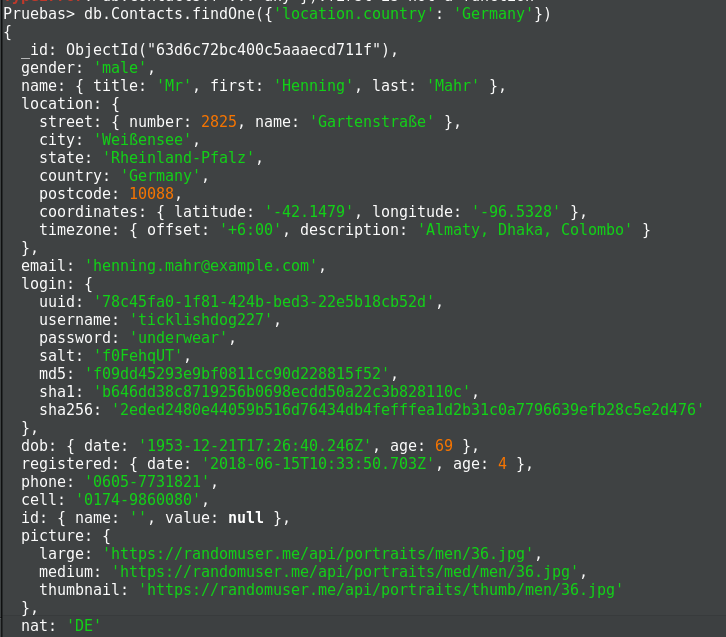 Pruebas> db.Contacts.findOne({'location.country': 'Germany'})
{
  _id: ObjectId("63d6c72bc400c5aaaecd711f"),
  gender: 'male',
  name: { title: 'Mr', first: 'Henning', last: 'Mahr' },
  location: {
    street: { number: 2825, name: 'Gartenstraße' },
    city: 'Weißensee',
    state: 'Rheinland-Pfalz',
    country: 'Germany',
    postcode: 10088,
    coordinates: { latitude: '-42.1479', longitude: '-96.5328' },
    timezone: { offset: '+6:00', description: 'Almaty, Dhaka, Colombo' }
  },
  email: 'henning.mahr@example.com',
  login: {
    uuid: '78c45fa0-1f81-424b-bed3-22e5b18cb52d',
    username: 'ticklishdog227',
    password: 'underwear',
    salt: 'f0FehqUT',
    md5: 'f09dd45293e9bf0811cc90d228815f52',
    sha1: 'b646dd38c8719256b0698ecdd50a22c3b828110c',
    sha256: '2eded2480e44059b516d76434db4fefffea1d2b31c0a7796639efb28c5e2d476'
  },
  dob: { date: '1953-12-21T17:26:40.246Z', age: 69 },
  registered: { date: '2018-06-15T10:33:50.703Z', age: 4 },
  phone: '0605-7731821',
  cell: '0174-9860080',
  id: { name: '', value: null },
  picture: {
    large: 'https://randomuser.me/api/portraits/men/36.jpg',
    medium: 'https://randomuser.me/api/portraits/med/men/36.jpg',
    thumbnail: 'https://randomuser.me/api/portraits/thumb/men/36.jpg'
  },
  nat: 'DE'